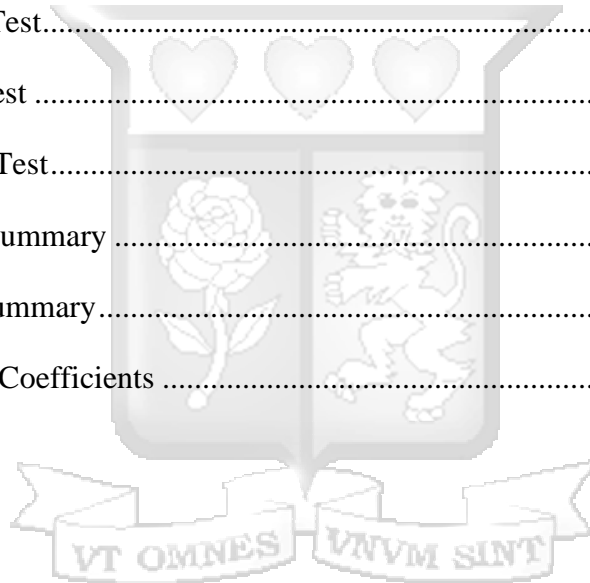 Test..........................................................................
est ...........................................................................
Test.........................................................................
ummary ................................................................
ummary..................................................................
Coefficients .........................................................
VT OMNES VNVM SINT